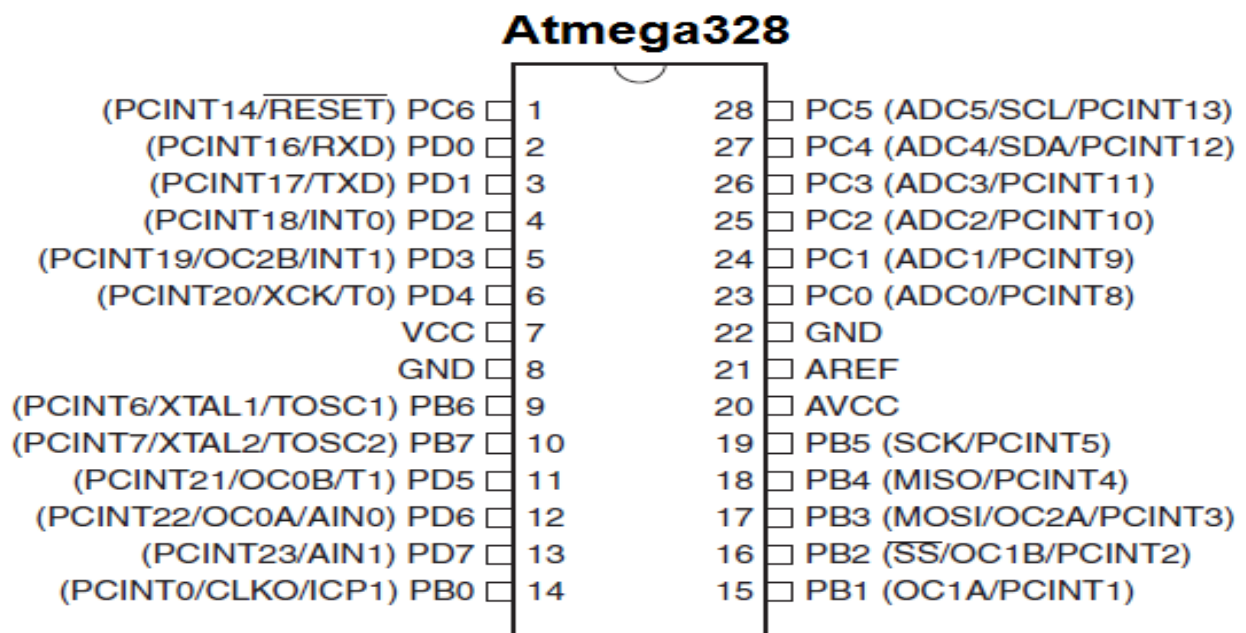 Atmega328
(PCINT14/RESET) PC6 1 28 PC5 (ADC5/SCL/PCINT13)
(PCINT16/RXD) PD0 2 27 PC4 (ADC4/SDA/PCINT12)
(PCINT17/TXD) PD1 3 26 PC3 (ADC3/PCINT11)
(PCINT18/INT0) PD2 4 25 PC2 (ADC2/PCINT10)
(PCINT19/OC2B/INT1) PD3 5 24 PC1 (ADC1/PCINT9)
(PCINT20/XCK/T0) PD4 6 23 PC0 (ADC0/PCINT8)
VCC 7 22 GND
GND 8 21 AREF
(PCINT6/XTAL1/TOSC1) PB6 9 20 AVCC
(PCINT7/XTAL2/TOSC2) PB7 10 19 PB5 (SCK/PCINT5)
(PCINT21/OC0B/T1) PD5 11 18 PB4 (MISO/PCINT4)
(PCINT22/OC0A/AIN0) PD6 12 17 PB3 (MOSI/OC2A/PCINT3)
(PCINT23/AIN1) PD7 13 16 PB2 (SS/OC1B/PCINT2)
(PCINT0/CLKO/ICP1) PB0 14 15 PB1 (OC1A/PCINT1)